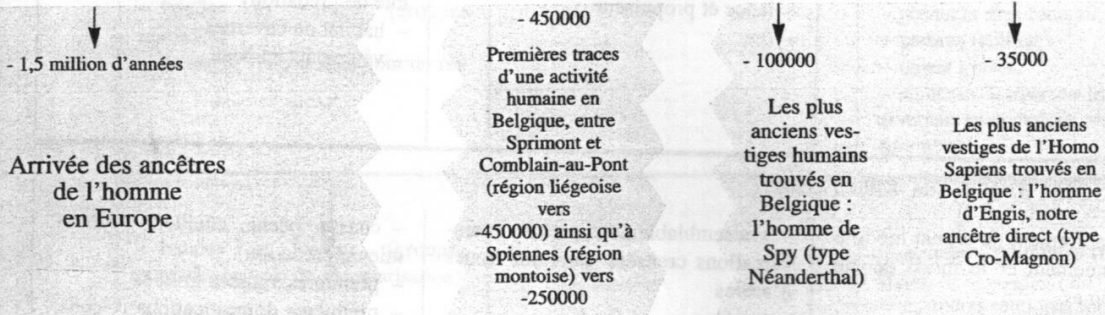 - 1,5 million d'années
Arrivée des ancêtres
de l'homme
en Europe
- 450000
Premières traces
d'une activité
humaine en
Belgique, entre
Sprimont et
Comblain-au-Pont
(région liégeoise
vers
-450000) ainsi qu'à
Spiennes (région
montoise) vers
-250000
- 100000
Les plus
anciens ves-
tiges humains
trouvés en
Belgique :
l'homme de
Spy (type
Néanderthal)
- 35000
Les plus anciens
vestiges de l'Homo
Sapiens trouvés en
Belgique : l'homme
d'Engis, notre
ancêtre direct (type
Cro-Magnon)